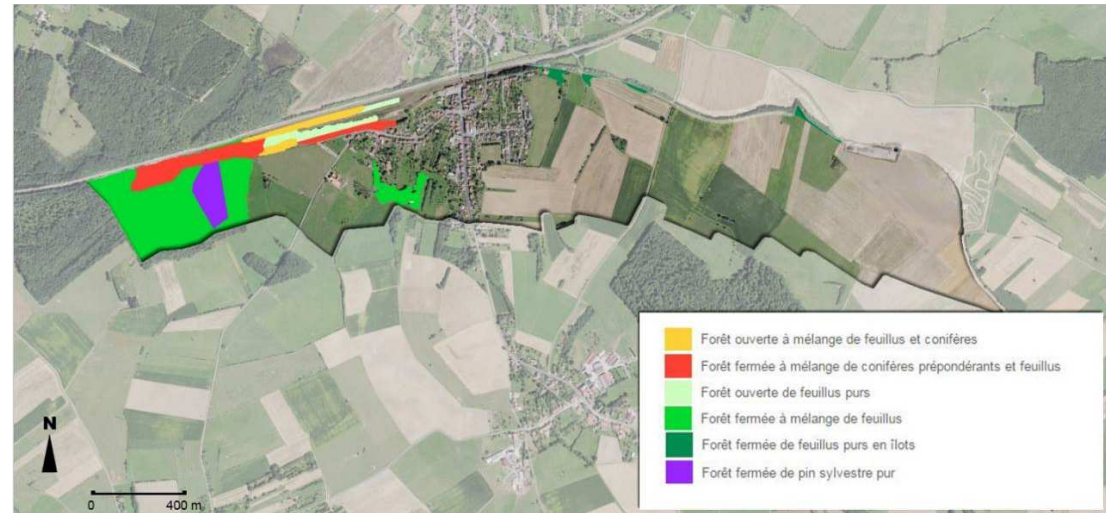 Forêt ouverte à mélange de feuillus et conifères
Forêt fermée à mélange de conifères prépondérants et feuillus
Forêt ouverte de feuillus purs
Forêt fermée à mélange de feuillus
Forêt fermée de feuillus purs en îlots
Forêt fermée de pin sylvestre pur
N
0 400 m